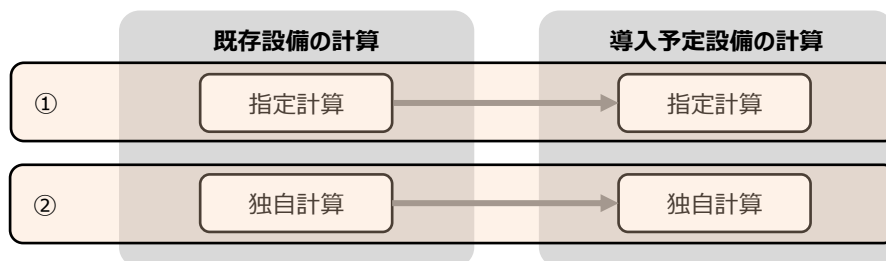 既存設備の計算 導入予定設備の計算
① 指定計算 指定計算
② 独自計算 独自計算